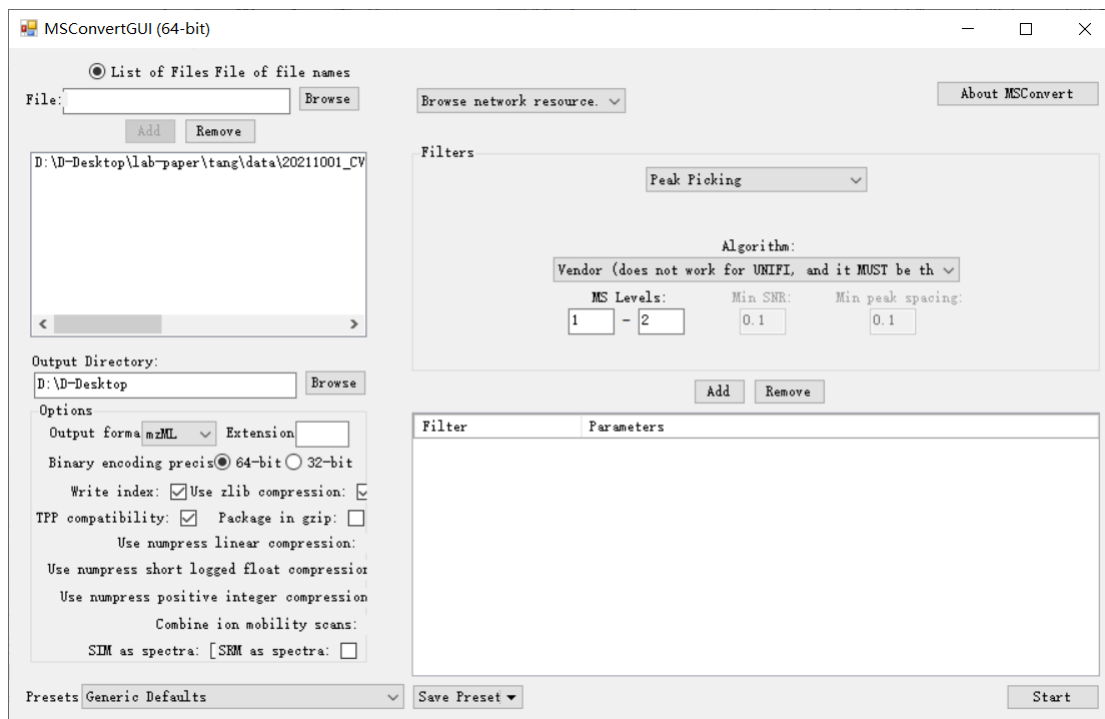 MSConvertGUI (64-bit)
List of Files File of file names
File:
Browse
Add
Remove
D:\D-Desktop\lab-paper\tang\data\20211001_CV
Output Directory:
D:\D-Desktop
Browse
Options
Output forma mzML Extension
Binary encoding precis 64-bit 32-bit
Write index: Use zlib compression:
TPP compatibility: Package in gzip:
Use numpress linear compression:
Use numpress short logged float compression
Use numpress positive integer compression
Combine ion mobility scans:
SIM as spectra: SRM as spectra:
Presets Generic Defaults
Save Preset
Browse network resource.
About MSConvert
Filters
Peak Picking
Algorithm:
Vendor (does not work for UNIFI, and it MUST be th
MS Levels: Min SNR: Min peak spacing:
1 - 2 0.1 0.1
Add Remove
Filter Parameters
Start